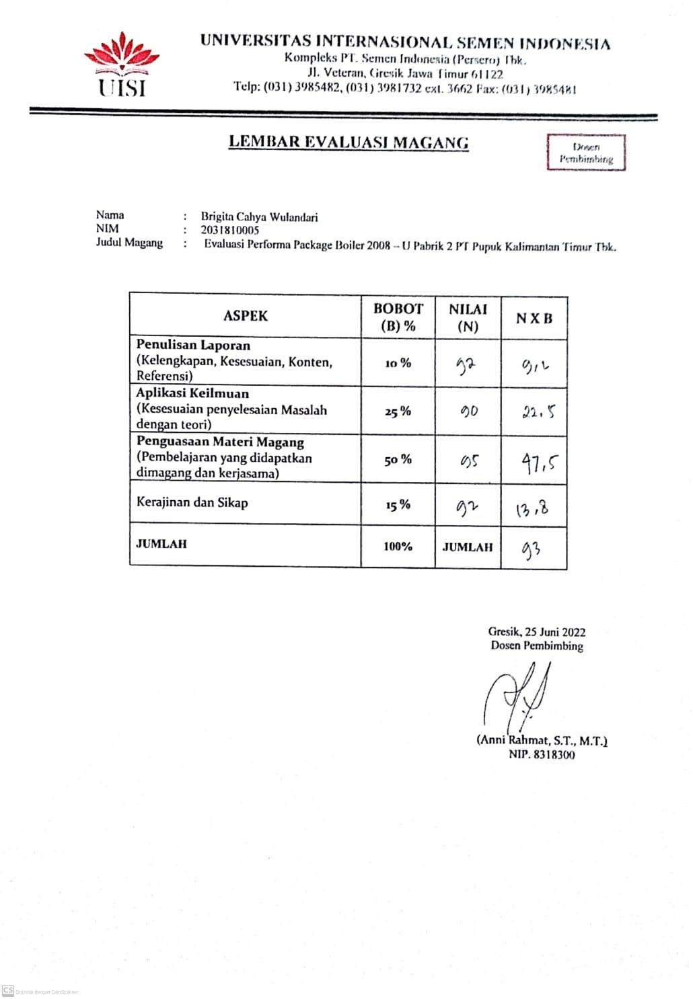 UISI
UNIVERSITAS INTERNASIONAL SEMEN INDONESIA
Kompleks PT. Semen Indonesia (Persero) Tbk.
Jl. Veteran, Gresik Jawa Timur 61122
Telp: (031) 3985482, (031) 3981732 ext. 3662 Fax: (031) 3985481
LEMBAR EVALUASI MAGANG
Dosen
Pembimbing
Nama : Brigita Cahya Wulandari
NIM : 2031810005
Judul Magang : Evaluasi Performa Package Boiler 2008 – U Pabrik 2 PT Pupuk Kalimantan Timur Tbk.
ASPEK BOBOT (B) % NILAI (N) N X B
Penulisan Laporan
(Kelengkapan, Kesesuaian, Konten,
Referensi) 10 % 92 9,2
Aplikasi Keilmuan
(Kesesuaian penyelesaian Masalah
dengan teori) 25 % 90 22,5
Penguasaan Materi Magang
(Pembelajaran yang didapatkan
dimagang dan kerjasama) 50 % 95 47,5
Kerajinan dan Sikap 15 % 92 13,8
JUMLAH 100% JUMLAH 93
Gresik, 25 Juni 2022
Dosen Pembimbing
(Anni Rahmat, S.T., M.T.)
NIP. 8318300
CS Dipindai dengan CamScanner